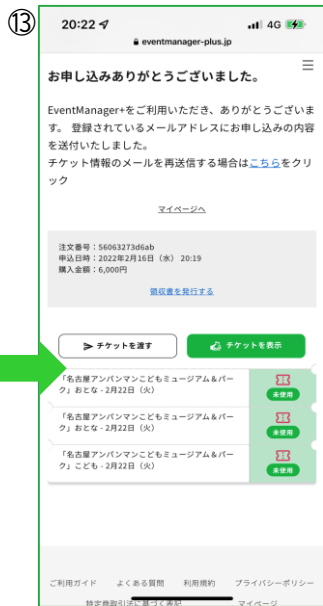 ⑬
20:22
4G
eventmanager-plus.jp
お申し込みありがとうございました。
EventManager+をご利用いただき、ありがとうございま
す。 登録されているメールアドレスにお申し込みの内容
を送付いたしました。
チケット情報のメールを再送信する場合はこちらをクリ
ック
マイページへ
注文番号：56063273d6ab
申込日時：2022年2月16日（水） 20:19
購入金額：6,000円
領収書を発行する
チケットを渡す
チケットを表示
「名古屋アンパンマンこどもミュージアム＆パー
ク」おとな - 2月22日（火）
未使用
「名古屋アンパンマンこどもミュージアム＆パー
ク」おとな - 2月22日（火）
未使用
「名古屋アンパンマンこどもミュージアム＆パー
ク」こども - 2月22日（火）
未使用
ご利用ガイド よくある質問 利用規約 プライバシーポリシー
特定商取引法に基づく表記 マイページ